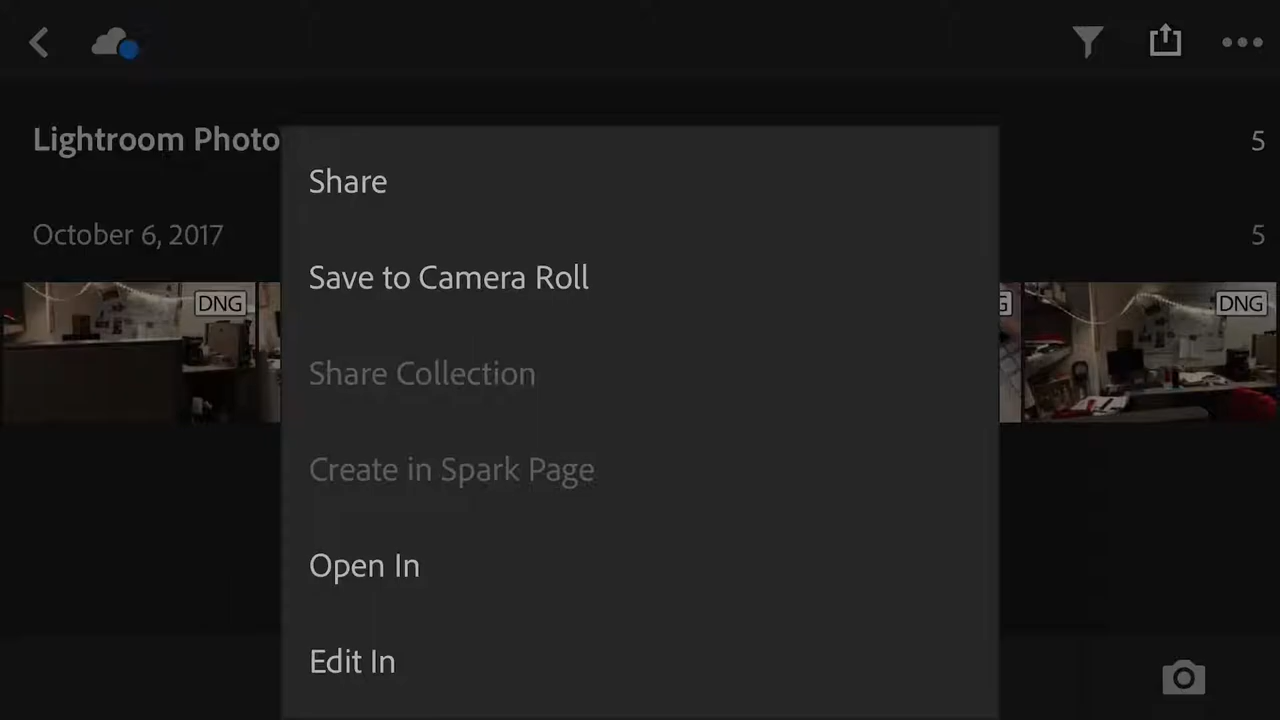 Lightroom Photo
5
Share
October 6, 2017
5
Save to Camera Roll
DNG
DNG
Share Collection
Create in Spark Page
Open In
Edit In